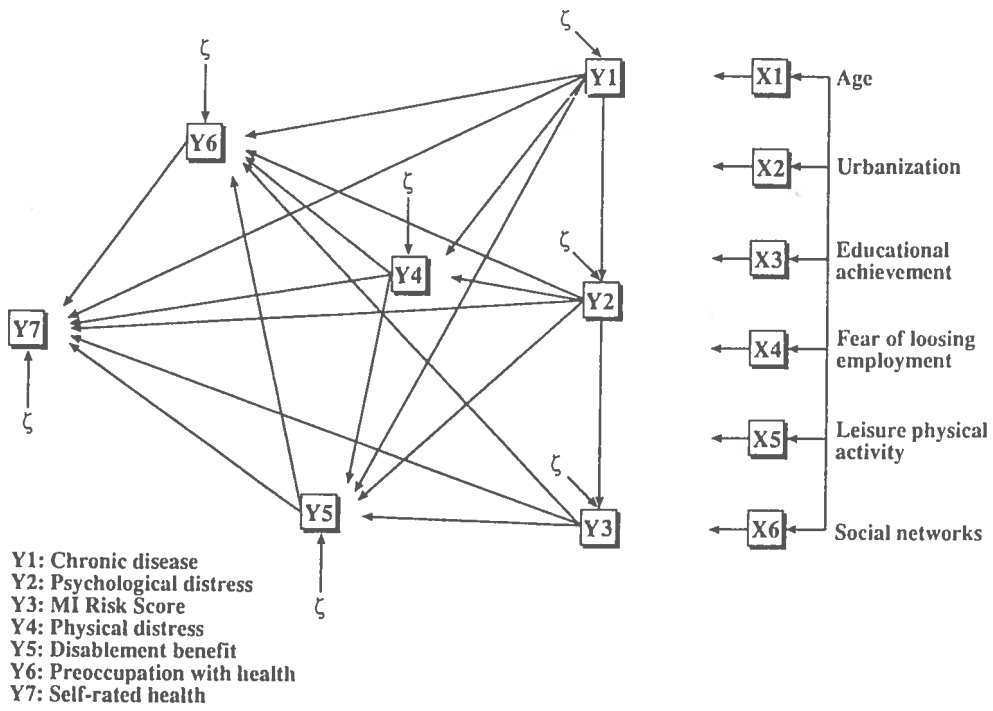 ζ
ζ
Y1
X1
Age
Y6
X2
Urbanization
ζ
ζ
Y4
Y2
X3
Educational
achievement
Y7
X4
Fear of loosing
employment
ζ
X5
Leisure physical
activity
ζ
Y5
Y3
X6
Social networks
ζ
Y1: Chronic disease
Y2: Psychological distress
Y3: MI Risk Score
Y4: Physical distress
Y5: Disablement benefit
Y6: Preoccupation with health
Y7: Self-rated health